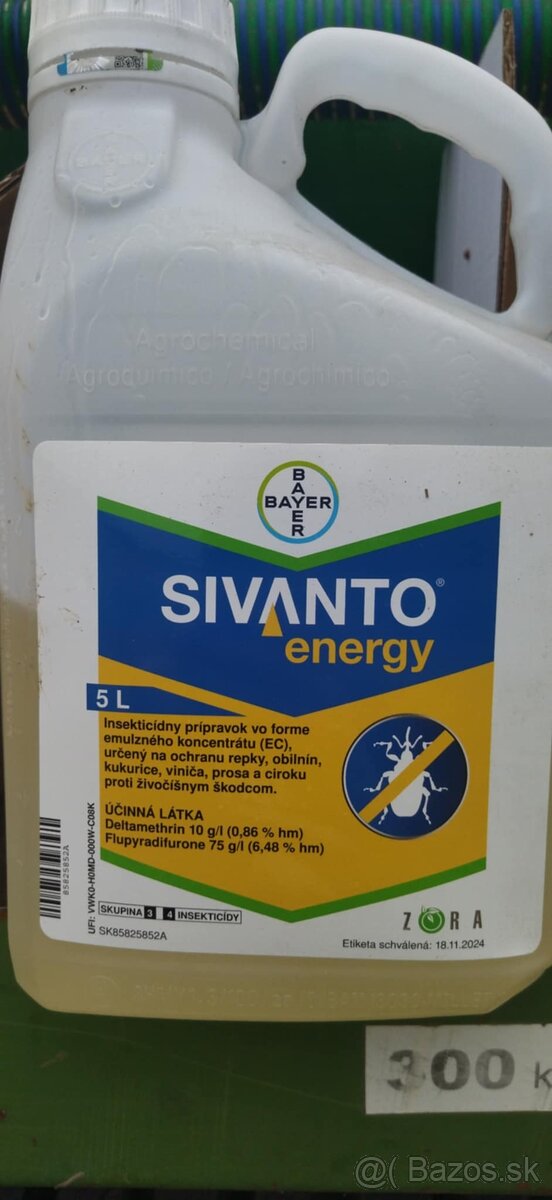 BAYER
Agrochemical
Agroquímico / Agrochímico
BAYER
BAYER
SIVANTO®
energy
5 L
Insekticídny prípravok vo forme
emulzného koncentrátu (EC),
určený na ochranu repky, obilnín,
kukurice, viniča, prosa a ciroku
proti živočíšnym škodcom.
ÚČINNÁ LÁTKA
Deltamethrin 10 g/l (0,86 % hm)
Flupyradifurone 75 g/l (6,48 % hm)
85825852A
UFI: VWK0-H0MD-000W-C08K
SKUPINA 3 4 INSEKTICÍDY
SK85825852A
ZORA
Etiketa schválená: 18.11.2024
300 k
@( Bazos.sk